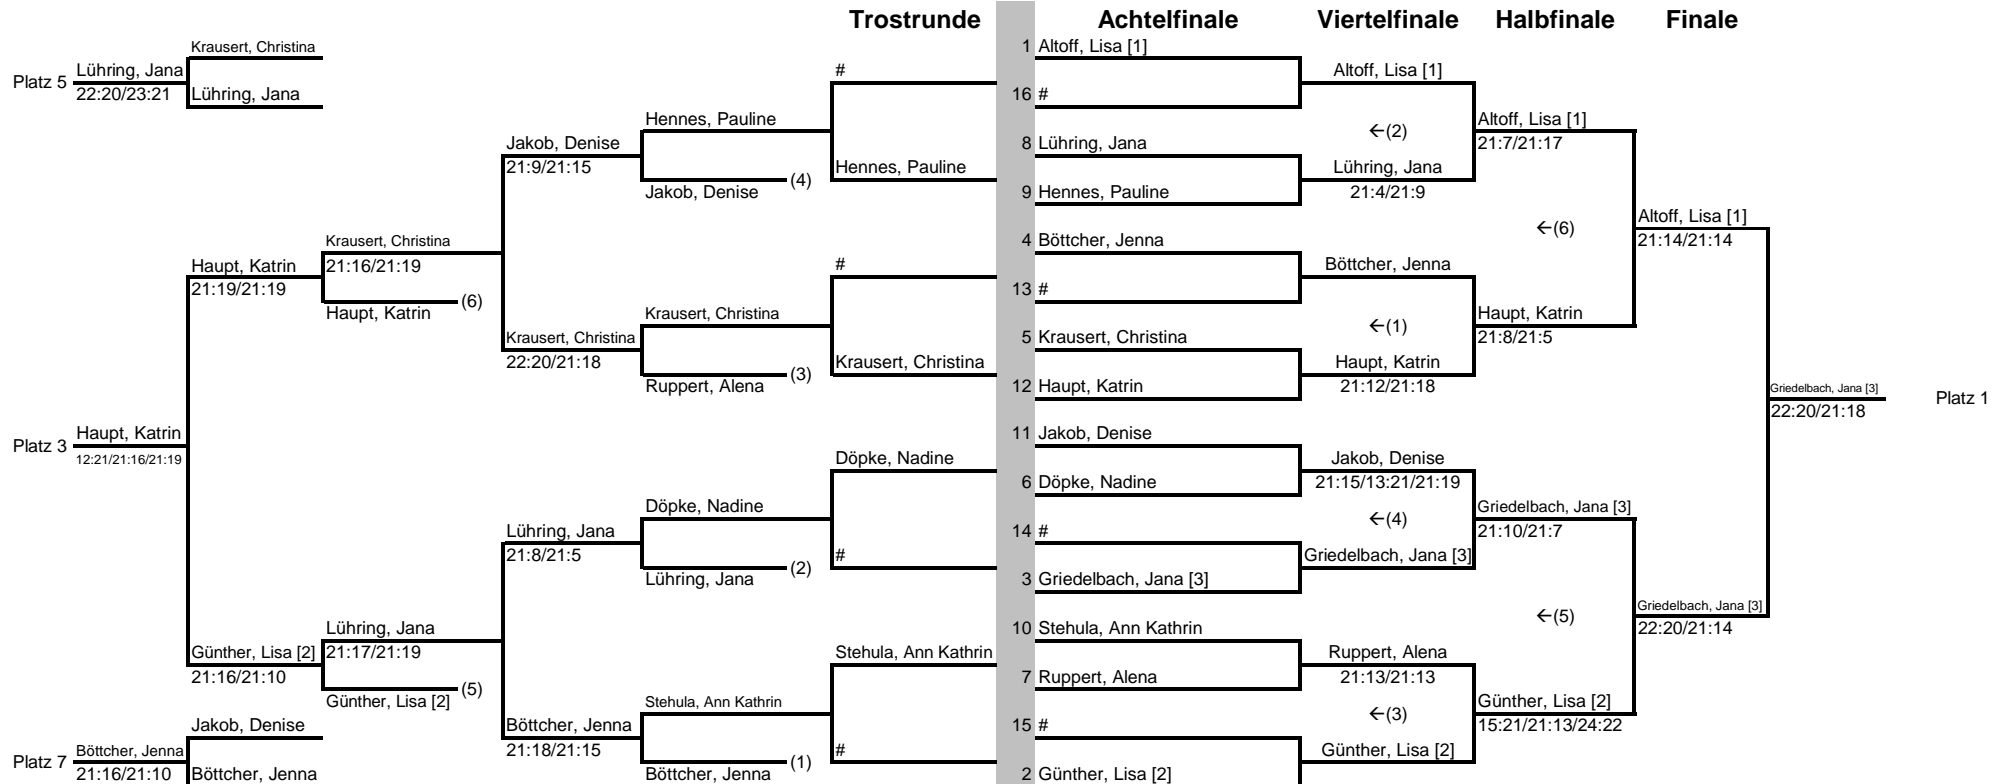 Trostrunde Achtelfinale Viertelfinale Halbfinale Finale
Krausert, Christina
1 Altoff, Lisa [1]
Platz 5 Lühring, Jana
#
Altoff, Lisa [1]
22:20/23:21 Lühring, Jana
16 #
Hennes, Pauline
Altoff, Lisa [1]
←(2)
Jakob, Denise
8 Lühring, Jana
21:7/21:17
21:9/21:15
Hennes, Pauline
Lühring, Jana
(4)
Jakob, Denise
9 Hennes, Pauline
21:4/21:9
Altoff, Lisa [1]
←(6)
Krausert, Christina
4 Böttcher, Jenna
21:14/21:14
Haupt, Katrin
21:16/21:19
#
Böttcher, Jenna
21:19/21:19
13 #
(6)
Haupt, Katrin
Krausert, Christina
←(1)
Haupt, Katrin
Krausert, Christina
5 Krausert, Christina
21:8/21:5
22:20/21:18
Krausert, Christina
Haupt, Katrin
(3)
Ruppert, Alena
12 Haupt, Katrin
21:12/21:18
Griedelbach, Jana [3]
Platz 1
22:20/21:18
Platz 3 Haupt, Katrin
11 Jakob, Denise
12:21/21:16/21:19
Döpke, Nadine
Jakob, Denise
6 Döpke, Nadine
21:15/13:21/21:19
Döpke, Nadine
Griedelbach, Jana [3]
←(4)
Lühring, Jana
14 #
21:10/21:7
21:8/21:5
#
Griedelbach, Jana [3]
(2)
Lühring, Jana
3 Griedelbach, Jana [3]
Griedelbach, Jana [3]
←(5)
Lühring, Jana
10 Stehula, Ann Kathrin
22:20/21:14
Günther, Lisa [2]
21:17/21:19
Stehula, Ann Kathrin
Ruppert, Alena
21:16/21:10
7 Ruppert, Alena
21:13/21:13
(5)
Günther, Lisa [2]
Stehula, Ann Kathrin
Günther, Lisa [2]
←(3)
Jakob, Denise
Böttcher, Jenna
15 #
15:21/21:13/24:22
21:18/21:15
Platz 7 Böttcher, Jenna
#
Günther, Lisa [2]
(1)
21:16/21:10 Böttcher, Jenna
Böttcher, Jenna
2 Günther, Lisa [2]